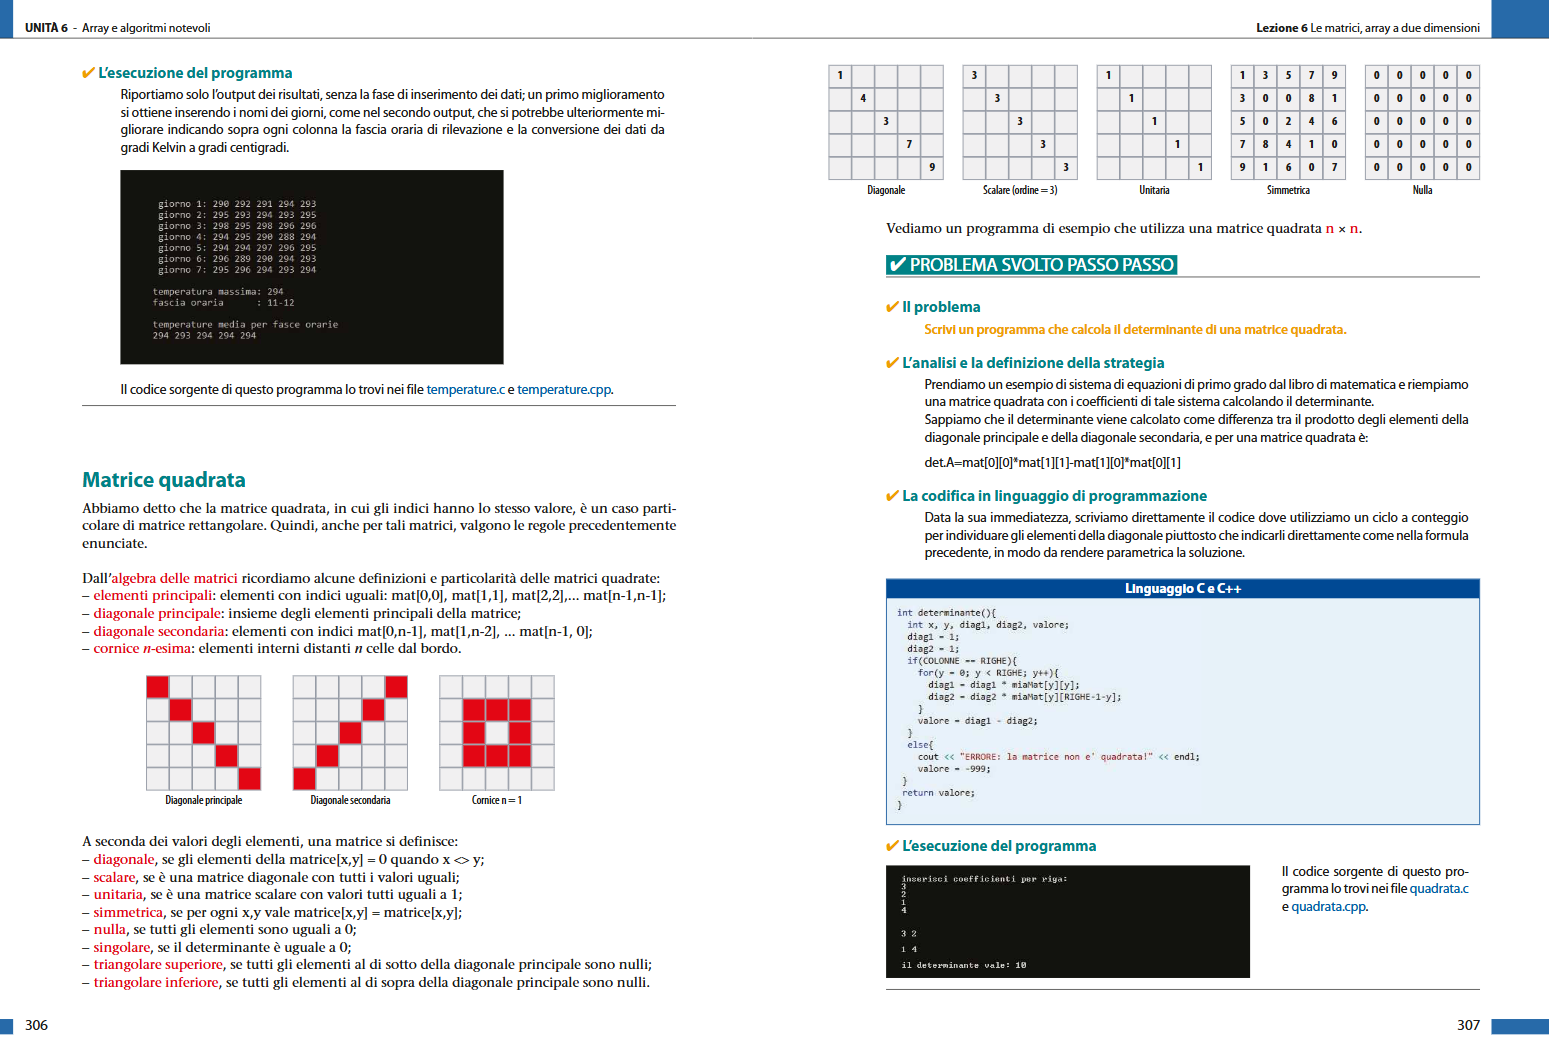 UNITÀ 6 - Array e algoritmi notevoli
✔ L'esecuzione del programma
Riportiamo solo l'output dei risultati, senza la fase di inserimento dei dati; un primo miglioramento
si ottiene inserendo i nomi dei giorni, come nel secondo output, che si potrebbe ulteriormente mi-
gliorare indicando sopra ogni colonna la fascia oraria di rilevazione e la conversione dei dati da
gradi Kelvin a gradi centigradi.
giorno 1: 290 292 291 294 293
giorno 2: 295 293 294 293 295
giorno 3: 298 295 298 296 296
giorno 4: 294 295 290 288 294
giorno 5: 294 294 297 296 295
giorno 6: 296 289 290 294 293
giorno 7: 295 296 294 293 294
temperatura massima: 294
fascia oraria : 11-12
temperature media per fasce orarie
294 293 294 294 294
Il codice sorgente di questo programma lo trovi nei file temperature.c e temperature.cpp.
Matrice quadrata
Abbiamo detto che la matrice quadrata, in cui gli indici hanno lo stesso valore, è un caso parti-
colare di matrice rettangolare. Quindi, anche per tali matrici, valgono le regole precedentemente
enunciate.
Dall'algebra delle matrici ricordiamo alcune definizioni e particolarità delle matrici quadrate:
– elementi principali: elementi con indici uguali: mat[0,0], mat[1,1], mat[2,2],... mat[n-1,n-1];
– diagonale principale: insieme degli elementi principali della matrice;
– diagonale secondaria: elementi con indici mat[0,n-1], mat[1,n-2], ... mat[n-1, 0];
– cornice n-esima: elementi interni distanti n celle dal bordo.
Diagonale principale
Diagonale secondaria
Cornice n = 1
A seconda dei valori degli elementi, una matrice si definisce:
– diagonale, se gli elementi della matrice[x,y] = 0 quando x <> y;
– scalare, se è una matrice diagonale con tutti i valori uguali;
– unitaria, se è una matrice scalare con valori tutti uguali a 1;
– simmetrica, se per ogni x,y vale matrice[x,y] = matrice[x,y];
– nulla, se tutti gli elementi sono uguali a 0;
– singolare, se il determinante è uguale a 0;
– triangolare superiore, se tutti gli elementi al di sotto della diagonale principale sono nulli;
– triangolare inferiore, se tutti gli elementi al di sopra della diagonale principale sono nulli.
306
Lezione 6 Le matrici, array a due dimensioni
1
4
3
7
9
Diagonale
3
3
3
3
3
Scalare (ordine = 3)
1
1
1
1
1
Unitaria
1 3 5 7 9
3 0 0 8 1
5 0 2 4 6
7 8 4 1 0
9 1 6 0 7
Simmetrica
0 0 0 0 0
0 0 0 0 0
0 0 0 0 0
0 0 0 0 0
0 0 0 0 0
Nulla
Vediamo un programma di esempio che utilizza una matrice quadrata n × n.
✔ PROBLEMA SVOLTO PASSO PASSO
✔ Il problema
Scrivi un programma che calcola il determinante di una matrice quadrata.
✔ L'analisi e la definizione della strategia
Prendiamo un esempio di sistema di equazioni di primo grado dal libro di matematica e riempiamo
una matrice quadrata con i coefficienti di tale sistema calcolando il determinante.
Sappiamo che il determinante viene calcolato come differenza tra il prodotto degli elementi della
diagonale principale e della diagonale secondaria, e per una matrice quadrata è:
det.A=mat[0][0]*mat[1][1]-mat[1][0]*mat[0][1]
✔ La codifica in linguaggio di programmazione
Data la sua immediatezza, scriviamo direttamente il codice dove utilizziamo un ciclo a conteggio
per individuare gli elementi della diagonale piuttosto che indicarli direttamente come nella formula
precedente, in modo da rendere parametrica la soluzione.
Linguaggio C e C++
int determinante(){
int x, y, diag1, diag2, valore;
diag1 = 1;
diag2 = 1;
if(COLONNE == RIGHE){
for(y = 0; y < RIGHE; y++){
diag1 = diag1 * miaMat[y][y];
diag2 = diag2 * miaMat[y][RIGHE-1-y];
}
valore = diag1 - diag2;
}
else{
cout << "ERRORE: la matrice non e' quadrata!" << endl;
valore = -999;
}
return valore;
}
✔ L'esecuzione del programma
inserisci coefficienti per riga:
3
2
1
4
3 2
1 4
il determinante vale: 10
Il codice sorgente di questo pro-
gramma lo trovi nei file quadrata.c
e quadrata.cpp.
307